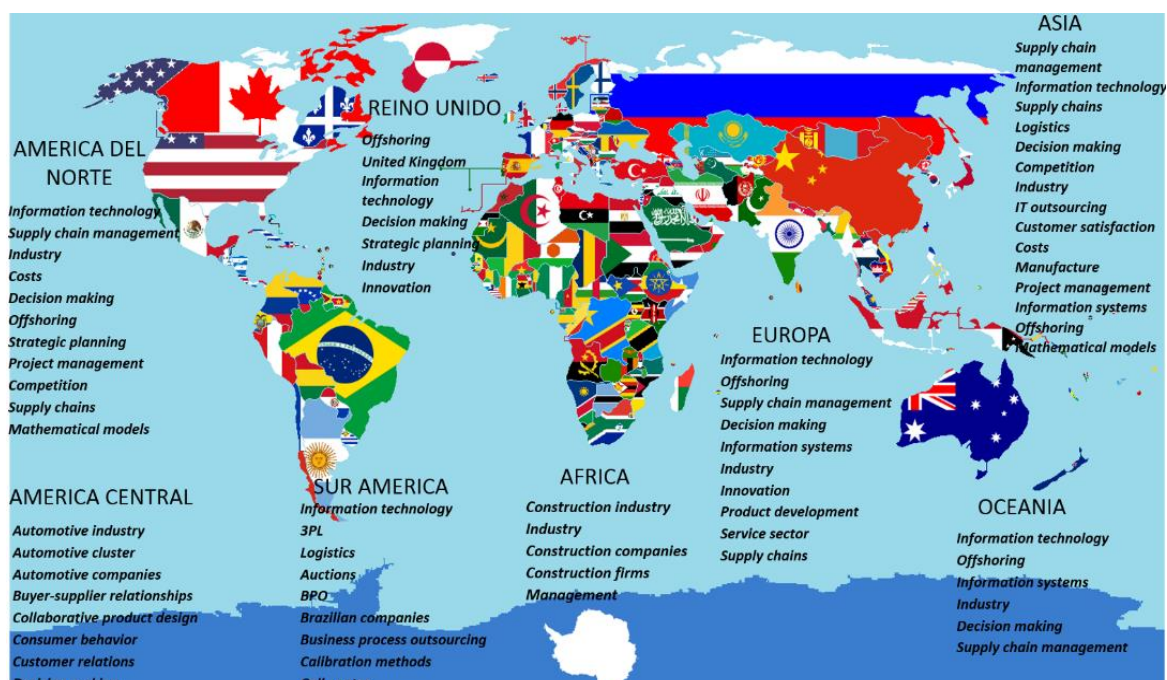 AMERICA DEL
NORTE
Information technology
Supply chain management
Industry
Costs
Decision making
Offshoring
Strategic planning
Project management
Competition
Supply chains
Mathematical models
REINO UNIDO
Offshoring
United Kingdom
Information
technology
Decision making
Strategic planning
Industry
Innovation
ASIA
Supply chain
management
Information technology
Supply chains
Logistics
Decision making
Competition
Industry
IT outsourcing
Customer satisfaction
Costs
Manufacture
Project management
Information systems
Offshoring
Mathematical models
EUROPA
Information technology
Offshoring
Supply chain management
Decision making
Information systems
Industry
Innovation
Product development
Service sector
Supply chains
AMERICA CENTRAL
Automotive industry
Automotive cluster
Automotive companies
Buyer-supplier relationships
Collaborative product design
Consumer behavior
Customer relations
SUR AMERICA
Information technology
3PL
Logistics
Auctions
BPO
Brazilian companies
Business process outsourcing
Calibration methods
AFRICA
Construction industry
Industry
Construction companies
Construction firms
Management
OCEANIA
Information technology
Offshoring
Information systems
Industry
Decision making
Supply chain management